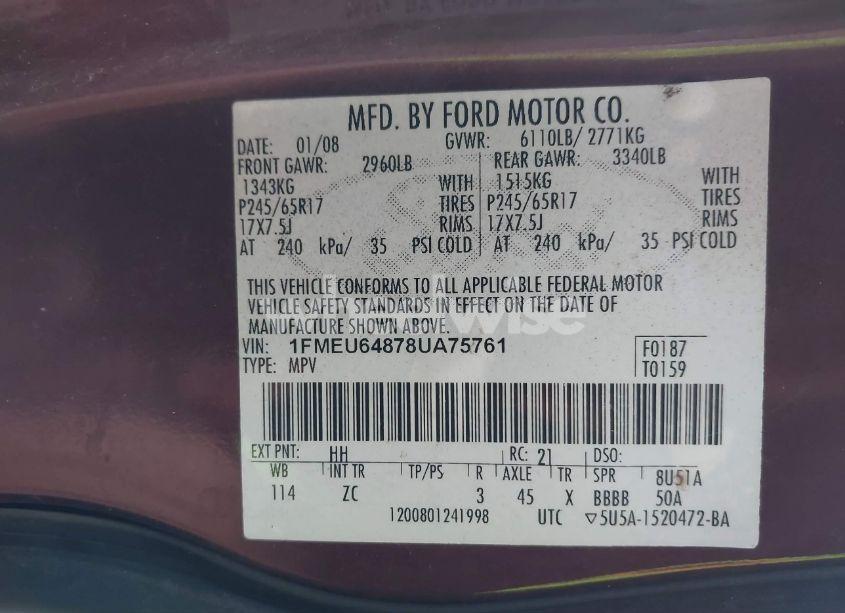 MFD. BY FORD MOTOR CO.
DATE: 01/08 GVWR: 6110LB/ 2771KG
FRONT GAWR: 2960LB REAR GAWR: 3340LB
1343KG WITH 1515KG WITH
P245/65R17 TIRES P245/65R17 TIRES
17X7.5J RIMS 17X7.5J RIMS
AT 240 kPa/ 35 PSI COLD AT 240 kPa/ 35 PSI COLD
THIS VEHICLE CONFORMS TO ALL APPLICABLE FEDERAL MOTOR
VEHICLE SAFETY STANDARDS IN EFFECT ON THE DATE OF
MANUFACTURE SHOWN ABOVE.
VIN: 1FMEU64878UA75761 F0187
TYPE: MPV T0159
EXT PNT: HH RC: 21 DSO:
WB INT TR TP/PS R AXLE TR SPR 8U51A
114 ZC 3 45 X BBBB 50A
1200801241998 UTC ▽5U5A-1520472-BA